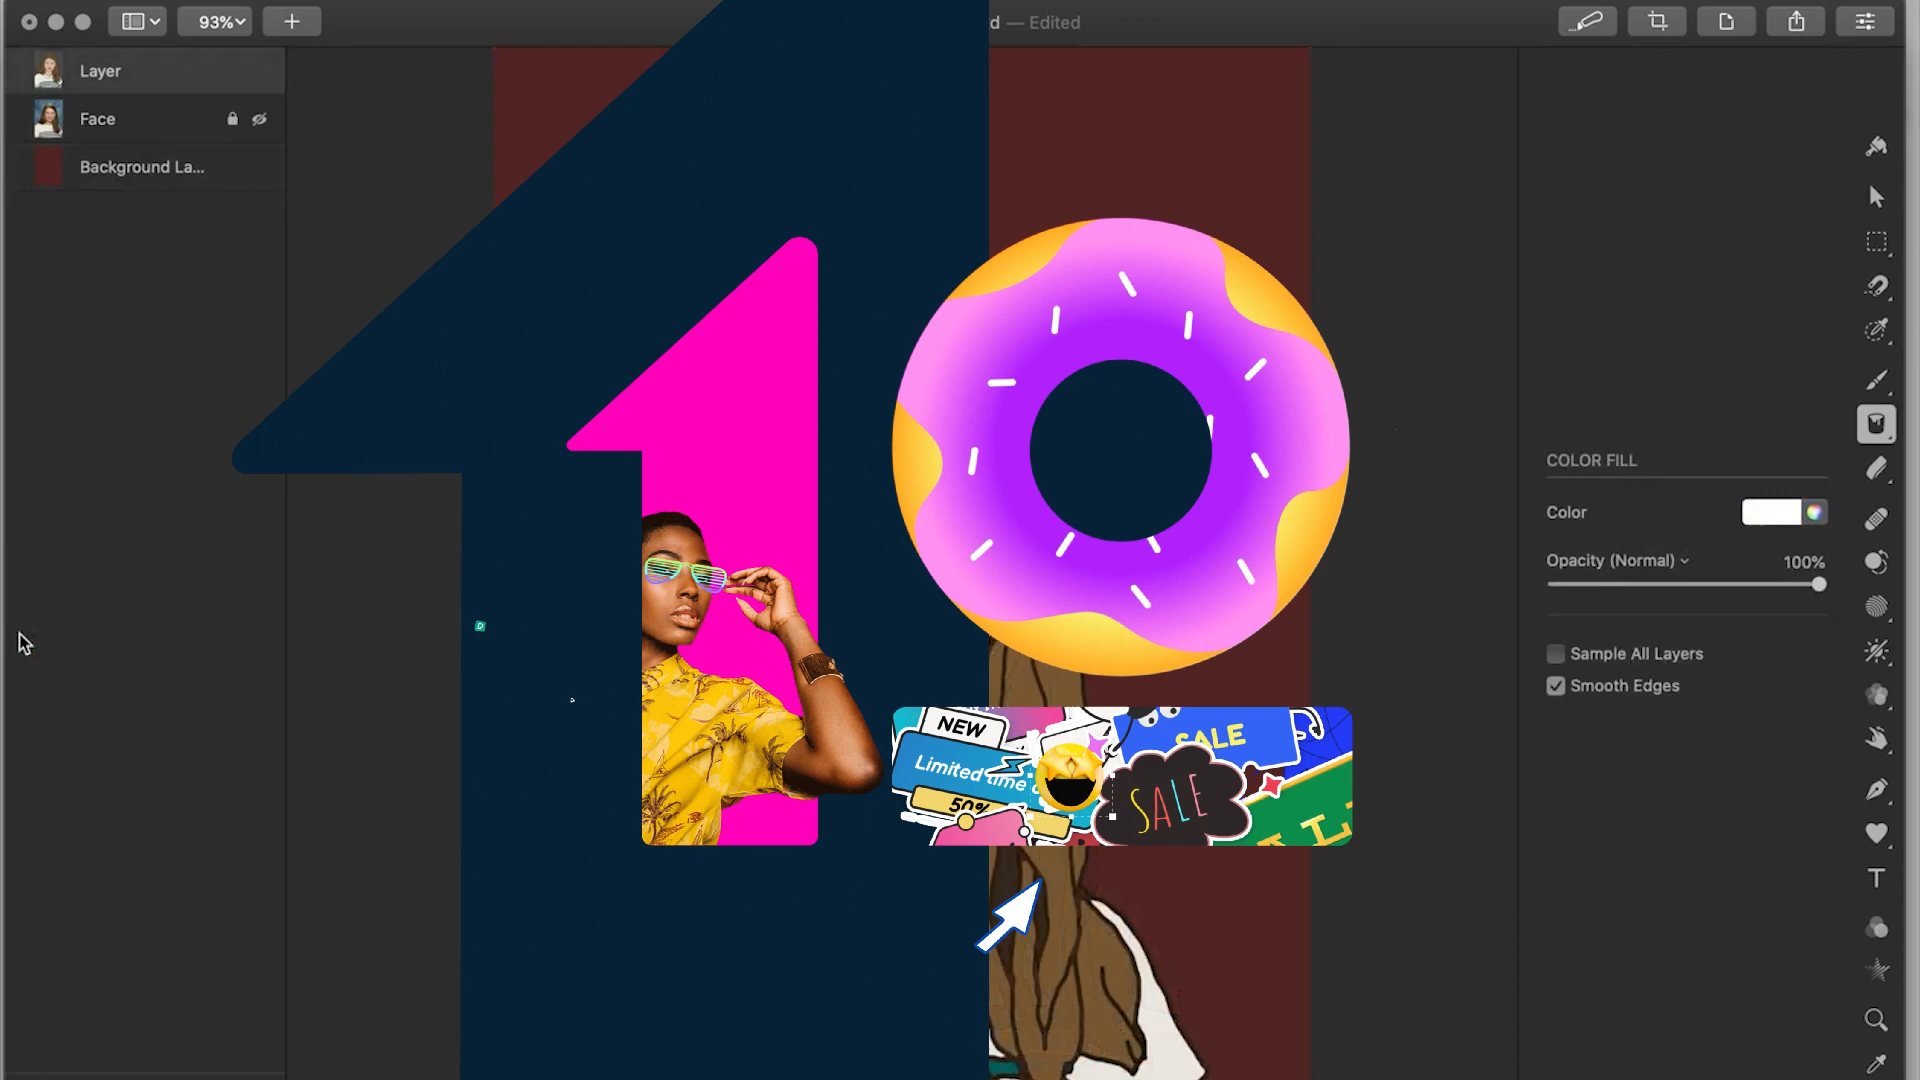 93%
d — Edited
Layer
Face
Background La...
NEW
Limited time
50%
SALE
SALE
COLOR FILL
Color
Opacity (Normal)
100%
Sample All Layers
Smooth Edges
T
D